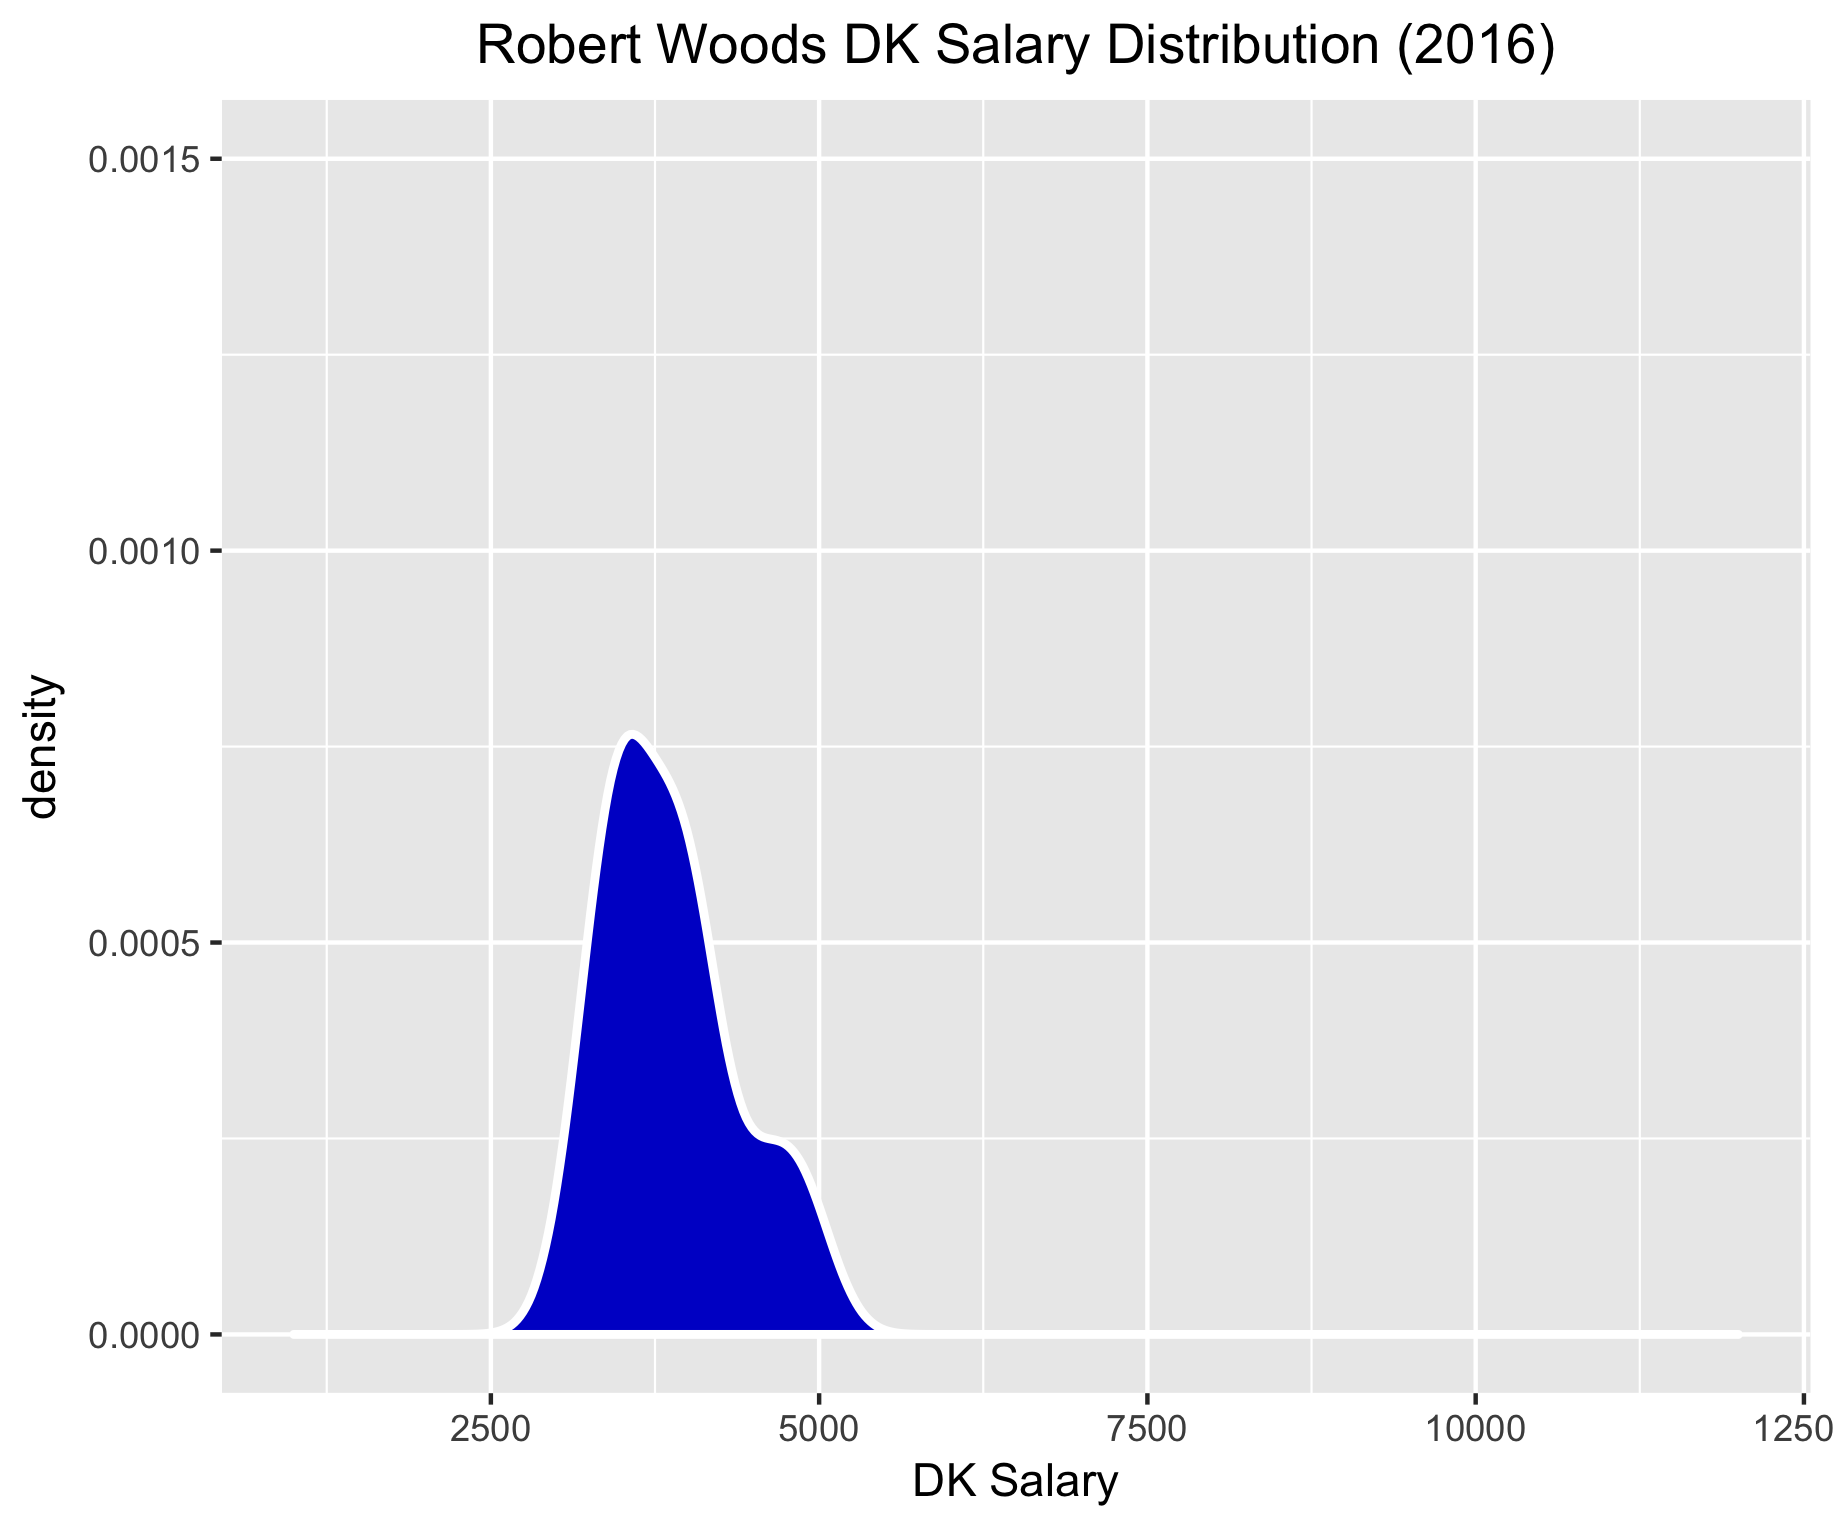 Robert Woods DK Salary Distribution (2016)
0.0015
0.0010
0.0005
0.0000
density
2500 5000 7500 10000 1250
DK Salary